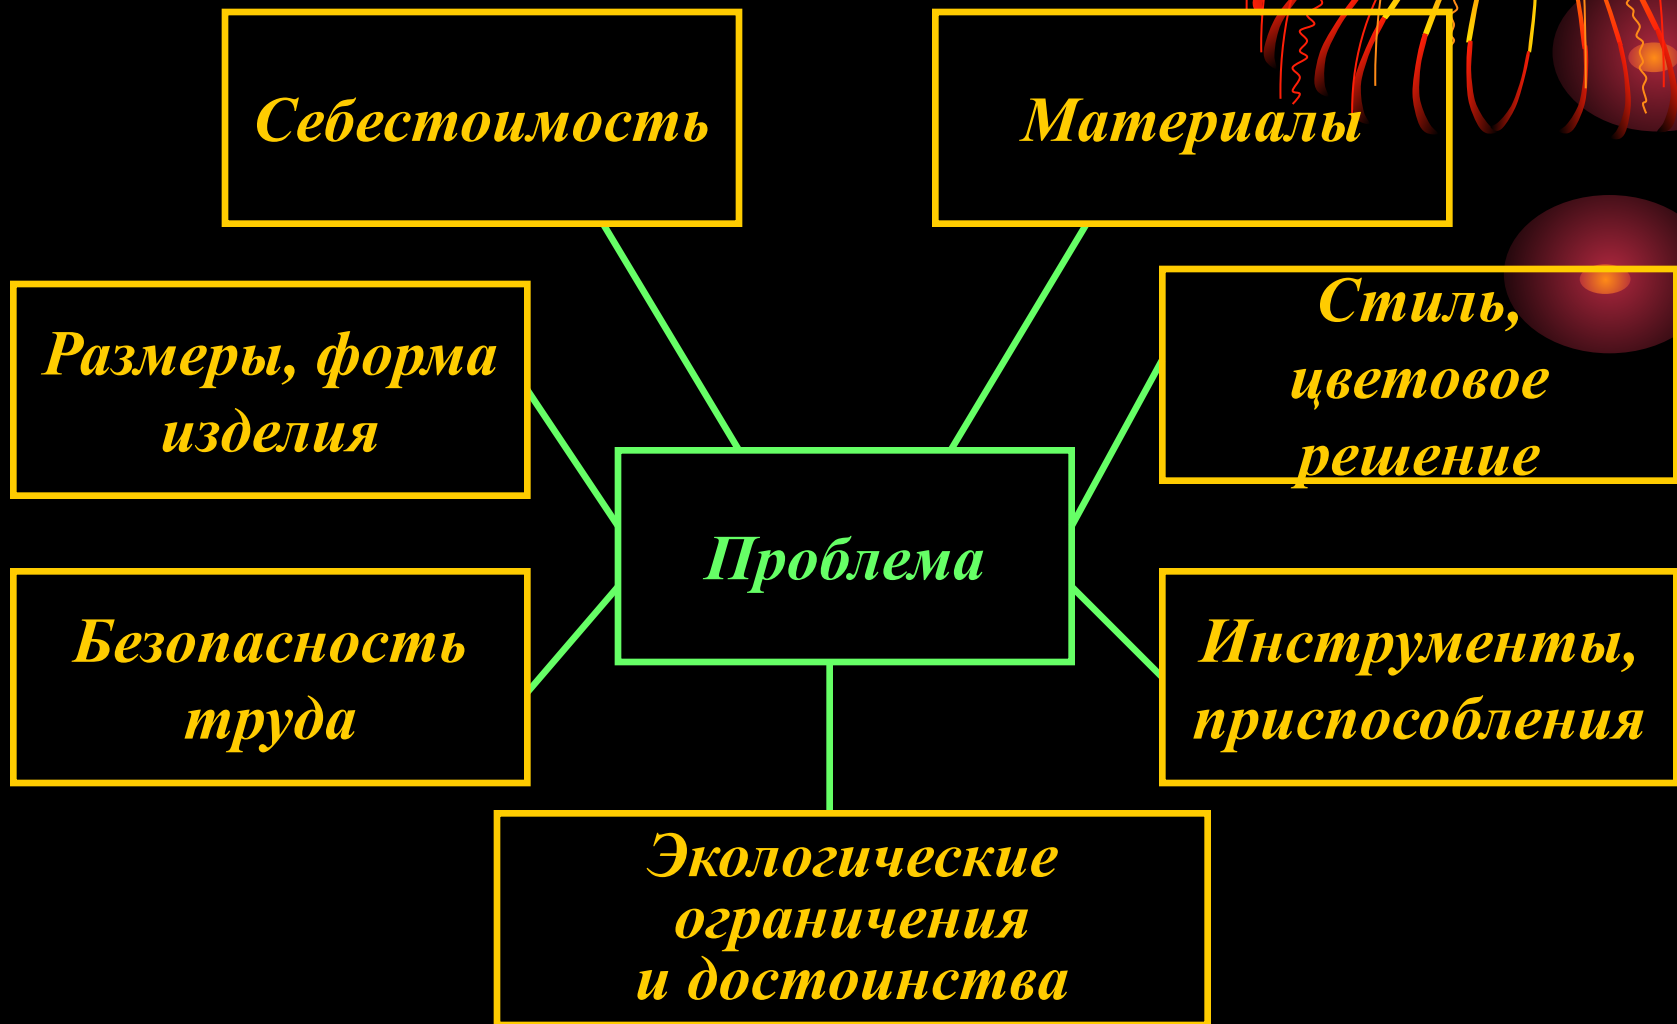 Себестоимость
Материалы
Размеры, форма
изделия
Стиль,
цветовое
решение
Проблема
Безопасность
труда
Инструменты,
приспособления
Экологические
ограничения
и достоинства